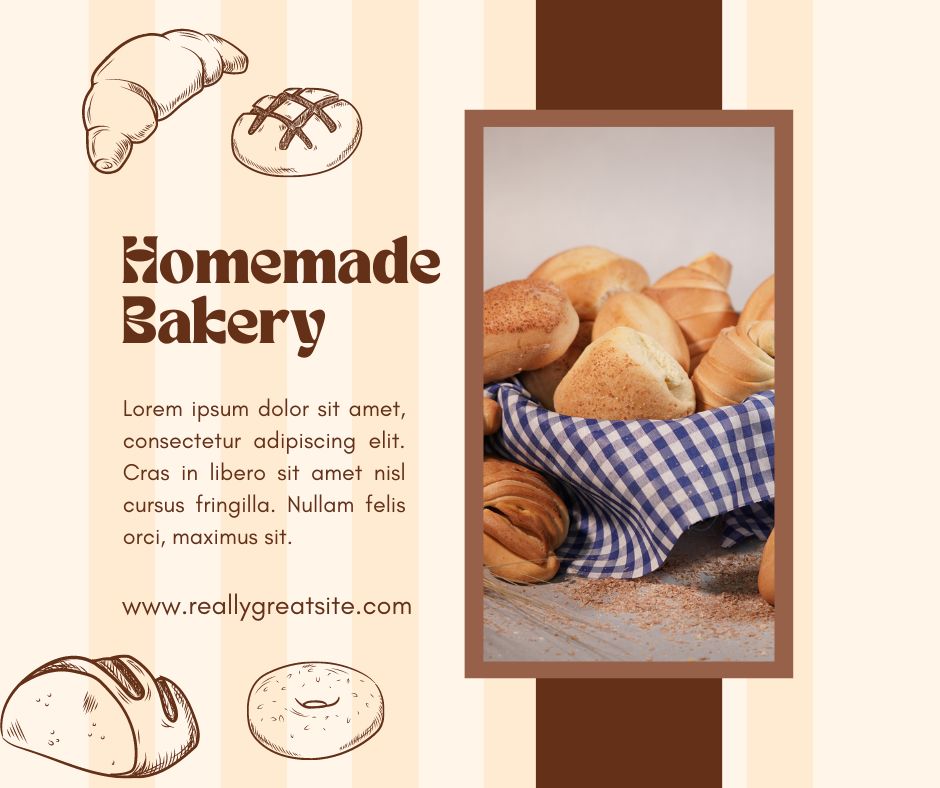 Homemade
Bakery
Lorem ipsum dolor sit amet,
consectetur adipiscing elit.
Cras in libero sit amet nisl
cursus fringilla. Nullam felis
orci, maximus sit.
www.reallygreatsite.com